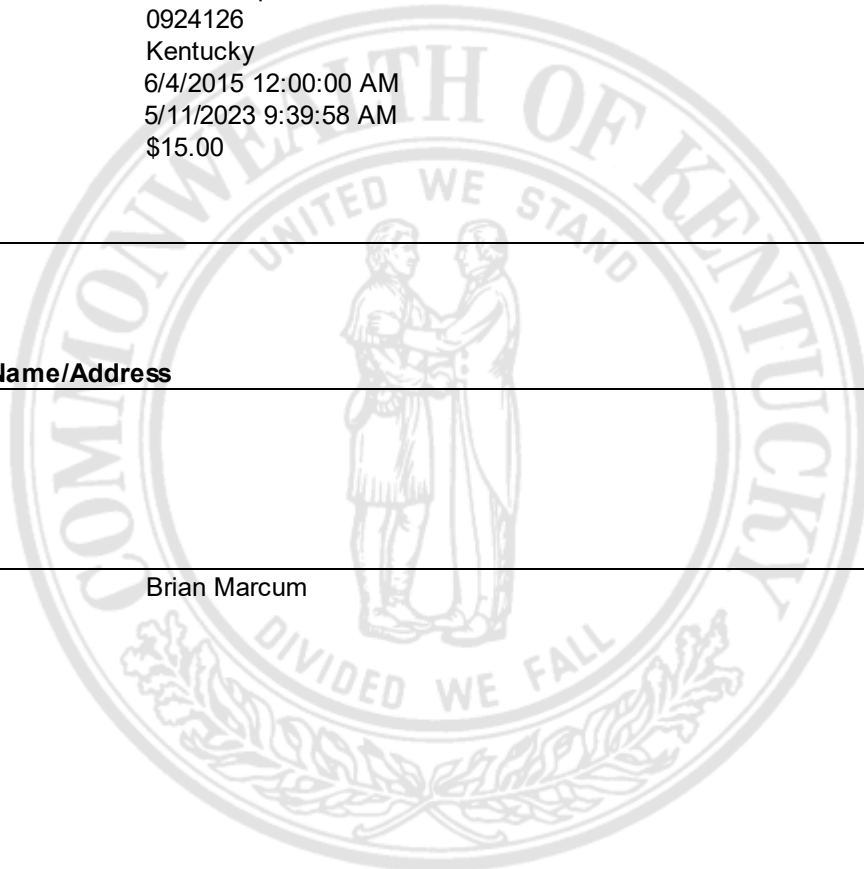 0924126
Kentucky
6/4/2015 12:00:00 AM
5/11/2023 9:39:58 AM
$15.00
COMMONWEALTH OF KENTUCKY
UNITED WE STAND
Name/Address
Brian Marcum
DIVIDED WE FALL